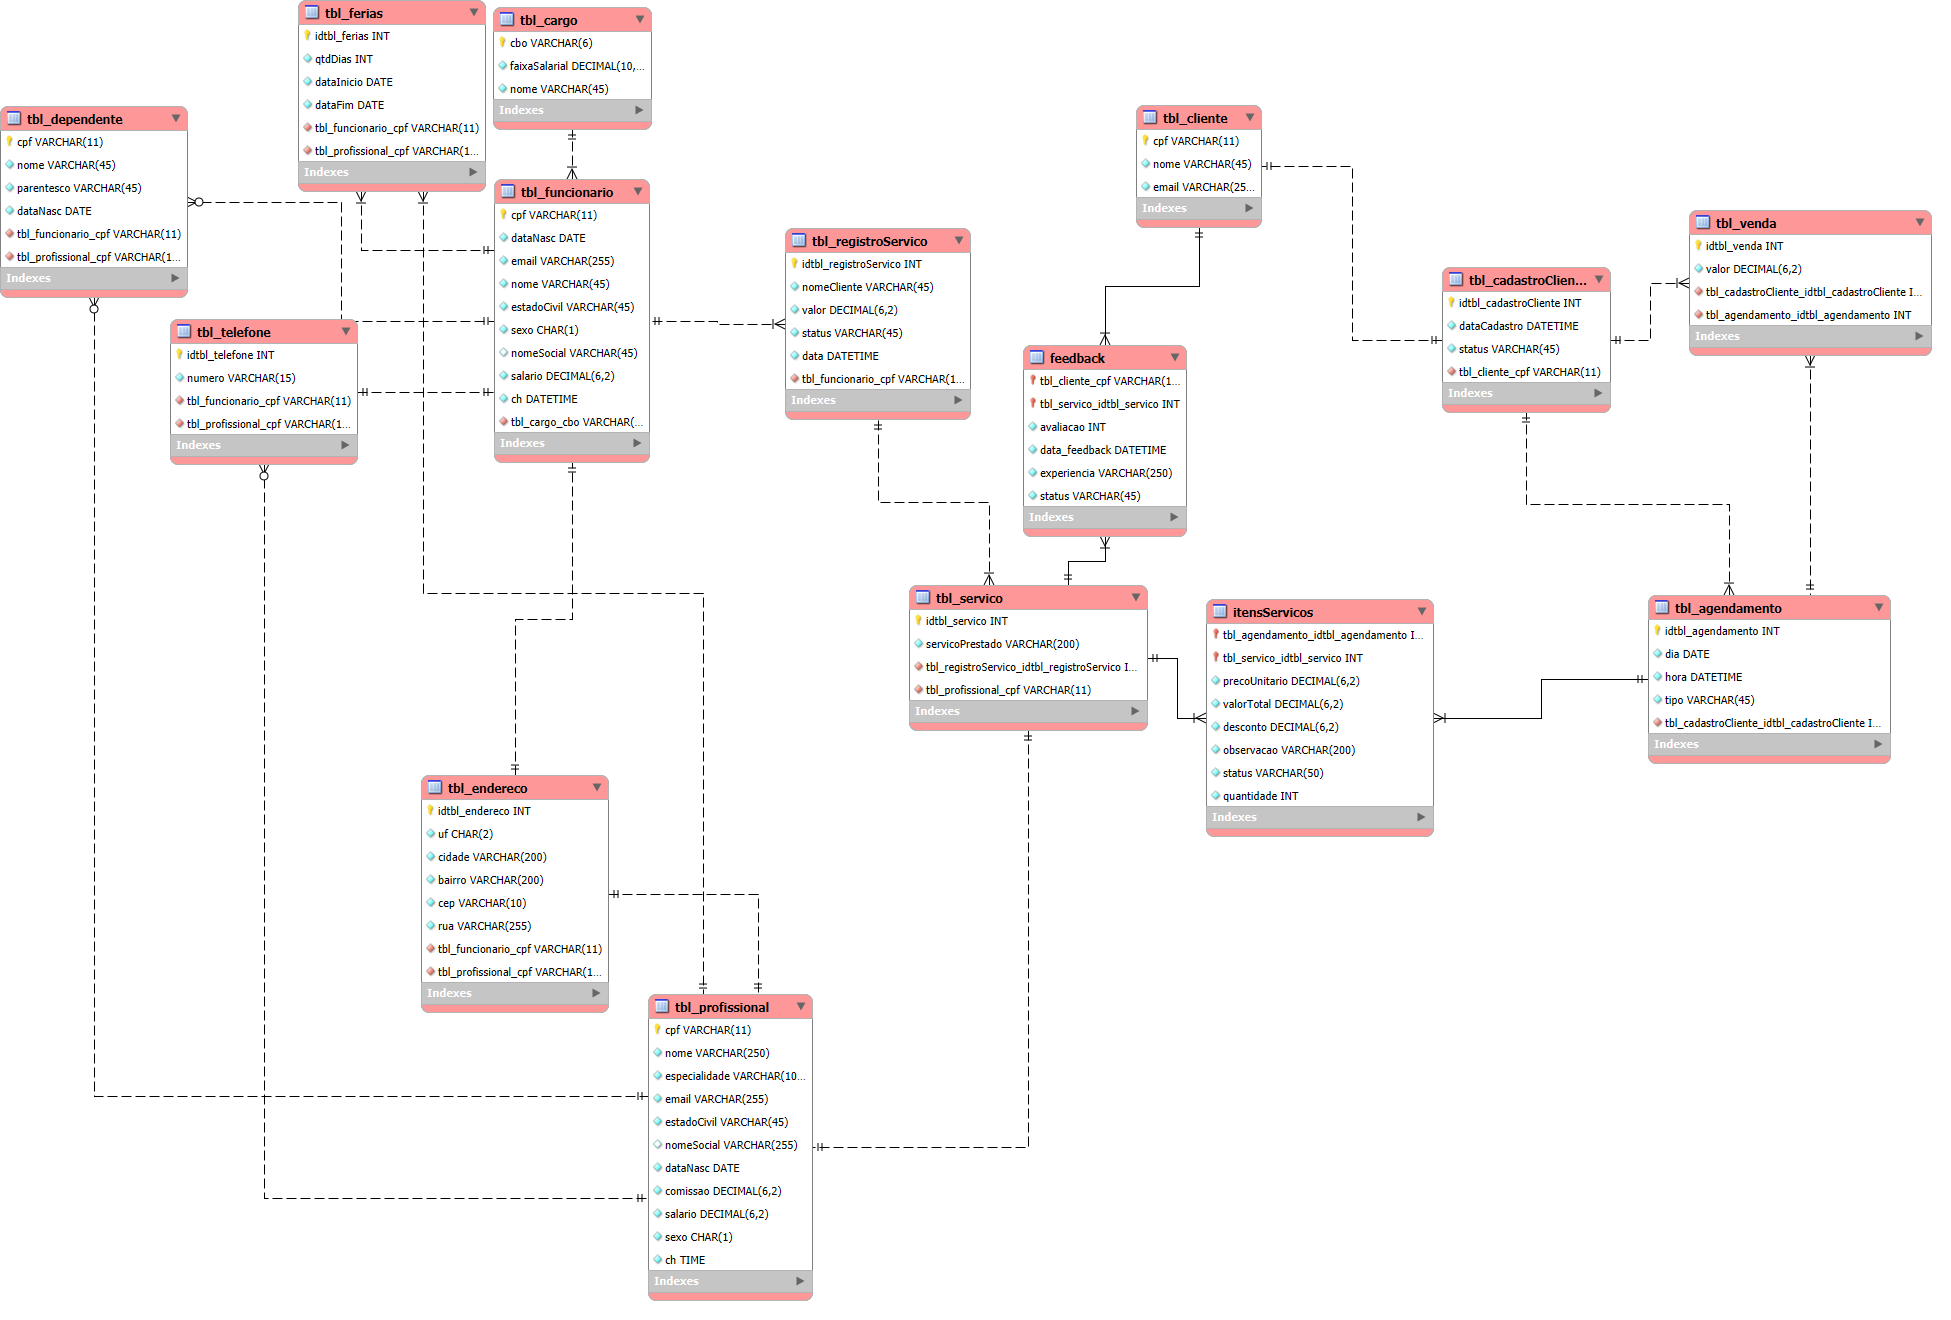 tbl_ferias
idtbl_ferias INT
qtdDias INT
dataInicio DATE
dataFim DATE
tbl_funcionario_cpf VARCHAR(11)
tbl_profissional_cpf VARCHAR(1...
Indexes
tbl_cargo
cbo VARCHAR(6)
faixaSalarial DECIMAL(10,...
nome VARCHAR(45)
Indexes
tbl_dependente
cpf VARCHAR(11)
nome VARCHAR(45)
parentesco VARCHAR(45)
dataNasc DATE
tbl_funcionario_cpf VARCHAR(11)
tbl_profissional_cpf VARCHAR(1...
Indexes
tbl_funcionario
cpf VARCHAR(11)
dataNasc DATE
email VARCHAR(255)
nome VARCHAR(45)
estadoCivil VARCHAR(45)
sexo CHAR(1)
nomeSocial VARCHAR(45)
salario DECIMAL(6,2)
ch DATETIME
tbl_cargo_cbo VARCHAR(...
Indexes
tbl_telefone
idtbl_telefone INT
numero VARCHAR(15)
tbl_funcionario_cpf VARCHAR(11)
tbl_profissional_cpf VARCHAR(1...
Indexes
tbl_registroServico
idtbl_registroServico INT
nomeCliente VARCHAR(45)
valor DECIMAL(6,2)
status VARCHAR(45)
data DATETIME
tbl_funcionario_cpf VARCHAR(1...
Indexes
tbl_cliente
cpf VARCHAR(11)
nome VARCHAR(45)
email VARCHAR(25...
Indexes
feedback
tbl_cliente_cpf VARCHAR(1...
tbl_servico_idtbl_servico INT
avaliacao INT
data_feedback DATETIME
experiencia VARCHAR(250)
status VARCHAR(45)
Indexes
tbl_cadastroClien...
idtbl_cadastroCliente INT
dataCadastro DATETIME
status VARCHAR(45)
tbl_cliente_cpf VARCHAR(11)
Indexes
tbl_venda
idtbl_venda INT
valor DECIMAL(6,2)
tbl_cadastroCliente_idtbl_cadastroCliente I...
tbl_agendamento_idtbl_agendamento INT
Indexes
tbl_servico
idtbl_servico INT
servicoPrestado VARCHAR(200)
tbl_registroServico_idtbl_registroServico I...
tbl_profissional_cpf VARCHAR(11)
Indexes
itensServicos
tbl_agendamento_idtbl_agendamento I...
tbl_servico_idtbl_servico INT
precoUnitario DECIMAL(6,2)
valorTotal DECIMAL(6,2)
desconto DECIMAL(6,2)
observacao VARCHAR(200)
status VARCHAR(50)
quantidade INT
Indexes
tbl_agendamento
idtbl_agendamento INT
dia DATE
hora DATETIME
tipo VARCHAR(45)
tbl_cadastroCliente_idtbl_cadastroCliente I...
Indexes
tbl_endereco
idtbl_endereco INT
uf CHAR(2)
cidade VARCHAR(200)
bairro VARCHAR(200)
cep VARCHAR(10)
rua VARCHAR(255)
tbl_funcionario_cpf VARCHAR(11)
tbl_profissional_cpf VARCHAR(1...
Indexes
tbl_profissional
cpf VARCHAR(11)
nome VARCHAR(250)
especialidade VARCHAR(10...
email VARCHAR(255)
estadoCivil VARCHAR(45)
nomeSocial VARCHAR(255)
dataNasc DATE
comissao DECIMAL(6,2)
salario DECIMAL(6,2)
sexo CHAR(1)
ch TIME
Indexes